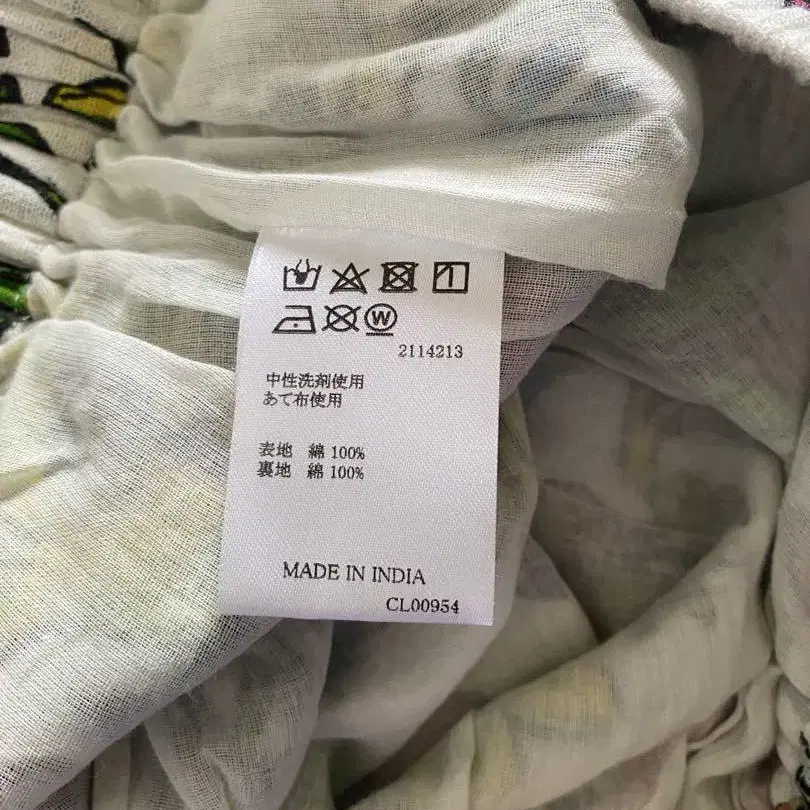 W
2114213
中性洗剤使用
あて布使用
表地 綿 100%
裏地 綿 100%
MADE IN INDIA
CL00954